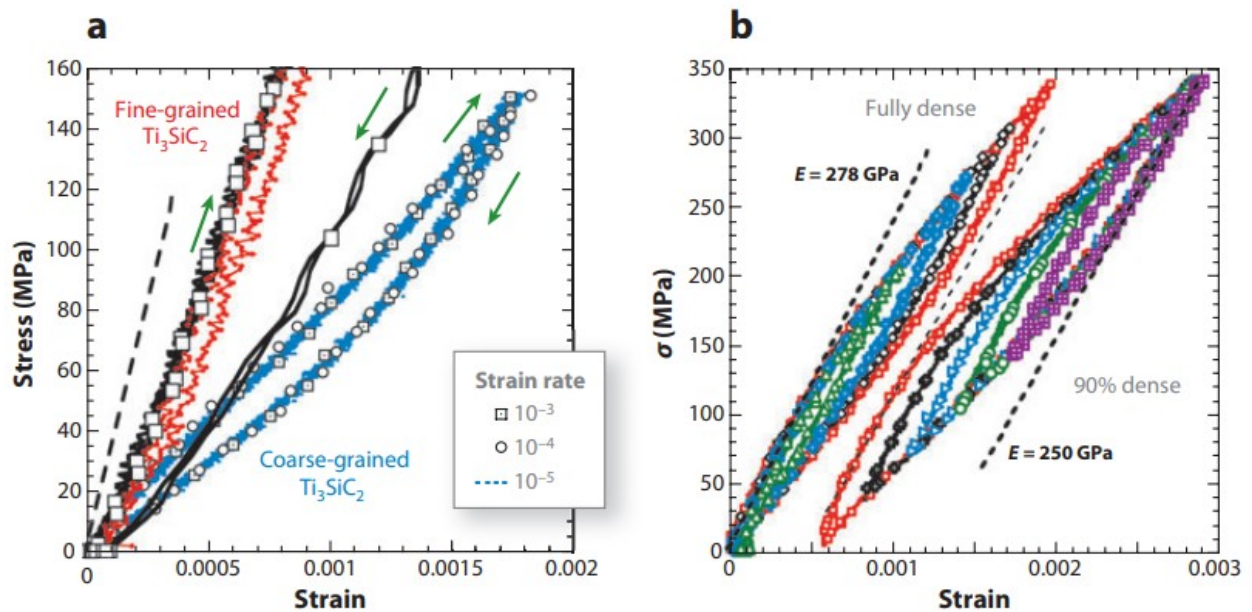 a
160
140
120
100
80
60
40
20
0
Stress (MPa)
Fine-grained
Ti₃SiC₂
Coarse-grained
Ti₃SiC₂
Strain rate
10⁻³
10⁻⁴
10⁻⁵
0
0.0005
0.001
0.0015
0.002
Strain
b
350
300
250
200
150
100
50
0
σ (MPa)
Fully dense
E = 278 GPa
90% dense
E = 250 GPa
0
0.001
0.002
0.003
Strain